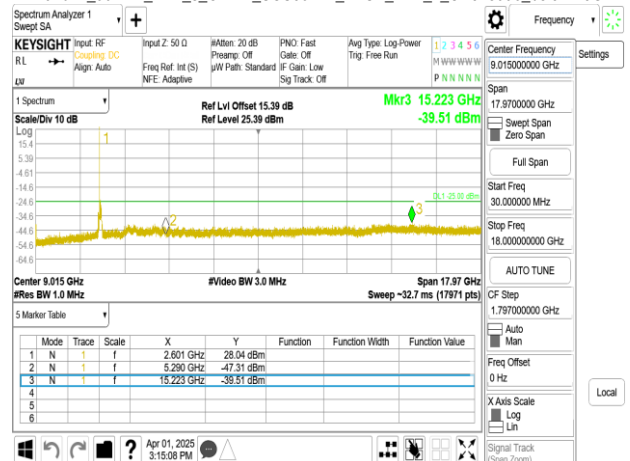 Spectrum Analyzer 1
Swept SA
+
Frequency
KEYSIGHT
RL
Input: RF
Coupling: DC
Align: Auto
Input Z: 50 Ω
Freq Ref: Int (S)
NFE: Adaptive
#Atten: 20 dB
Preamp: Off
µW Path: Standard
PNO: Fast
Gate: Off
IF Gain: Low
Sig Track: Off
Avg Type: Log-Power
Trig: Free Run
1 2 3 4 5 6
M W W W W W
P N N N N N
1 Spectrum
Scale/Div 10 dB
Log
Ref Lvl Offset 15.39 dB
Ref Level 25.39 dBm
Mkr3 15.223 GHz
-39.51 dBm
15.4
5.39
-4.61
-14.6
-24.6
-34.6
-44.6
-54.6
-64.6
1
2
3
DL1 -25.00 dBm
Center 9.015 GHz
#Res BW 1.0 MHz
#Video BW 3.0 MHz
Span 17.97 GHz
Sweep ~32.7 ms (17971 pts)
5 Marker Table
Mode Trace Scale X Y Function Function Width Function Value
1 N 1 f 2.601 GHz 28.04 dBm
2 N 1 f 5.290 GHz -47.31 dBm
3 N 1 f 15.223 GHz -39.51 dBm
4
5
6
?
Apr 01, 2025
3:15:08 PM
Center Frequency
9.015000000 GHz
Settings
Span
17.9700000 GHz
Swept Span
Zero Span
Full Span
Start Freq
30.000000 MHz
Stop Freq
18.000000000 GHz
AUTO TUNE
CF Step
1.797000000 GHz
Auto
Man
Freq Offset
0 Hz
X Axis Scale
Log
Lin
Local
Signal Track
(Span Zoom)